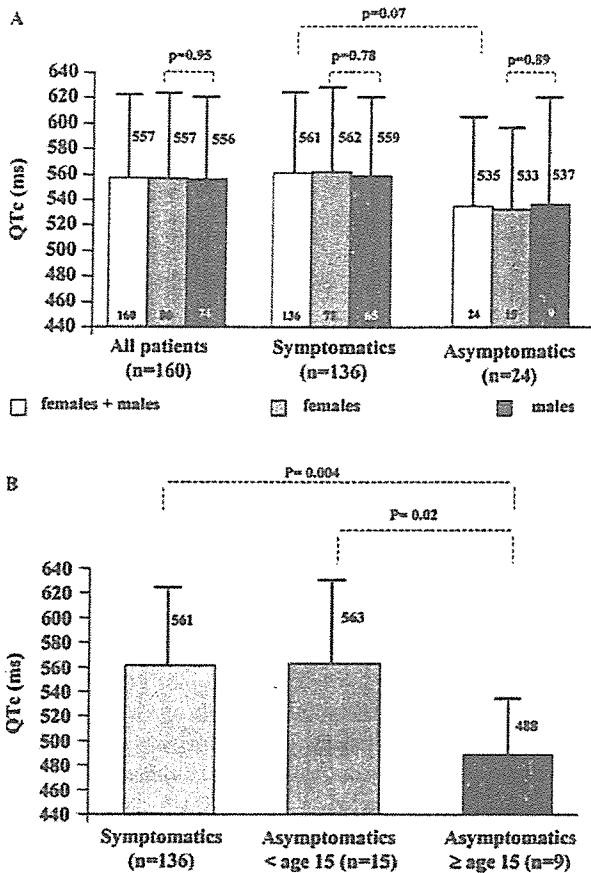 A
p=0.07
p=0.95
p=0.78
p=0.89
QTc (ms)
640
620
600
580
560
540
520
500
480
460
440
557 557 556
561 562 559
535 533 537
160
136 65
24 15 9
All patients
(n=160)
Symptomatics
(n=136)
Asymptomatics
(n=24)
females + males
females
males
B
P= 0.004
P= 0.02
QTc (ms)
640
620
600
580
560
540
520
500
480
460
440
561
563
488
Symptomatics
(n=136)
Asymptomatics
< age 15 (n=15)
Asymptomatics
≥ age 15 (n=9)